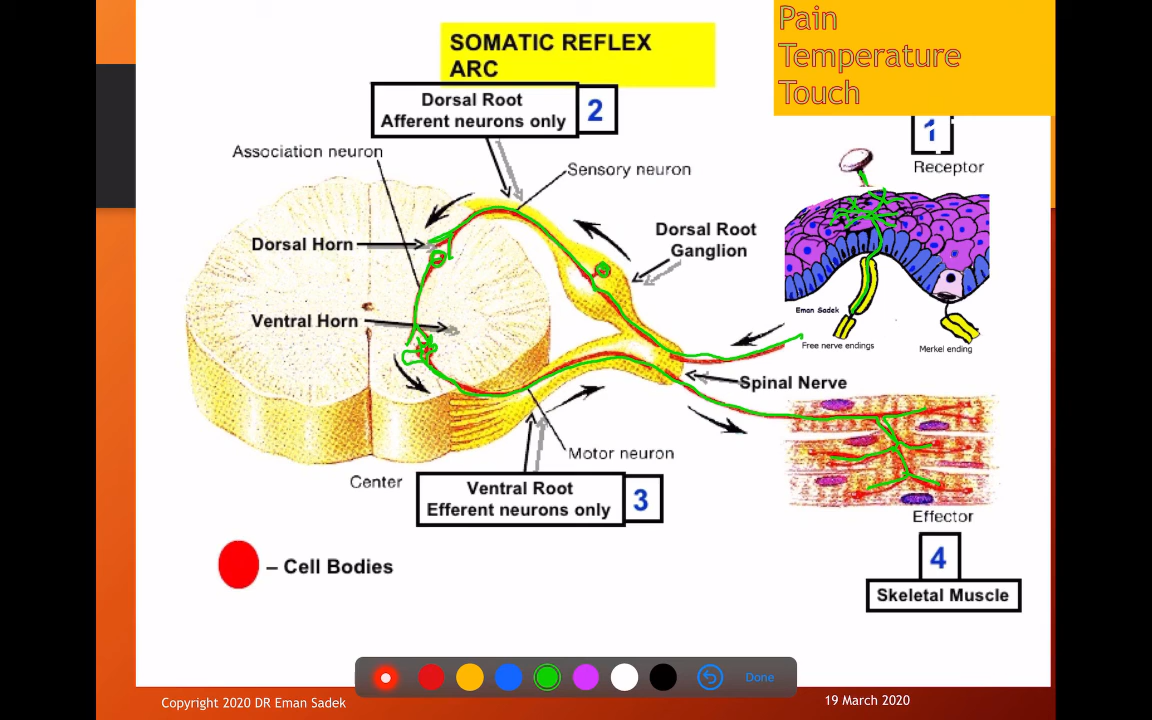 SOMATIC REFLEX
ARC
Pain
Temperature
Touch
Dorsal Root
Afferent neurons only
2
1
Receptor
Association neuron
Sensory neuron
Dorsal Root
Ganglion
Dorsal Horn
Ventral Horn
Eman Sadek
Free nerve endings
Merkel ending
Spinal Nerve
Motor neuron
Center
Ventral Root
Efferent neurons only
3
Effector
4
Skeletal Muscle
– Cell Bodies
Done
Copyright 2020 DR Eman Sadek
19 March 2020